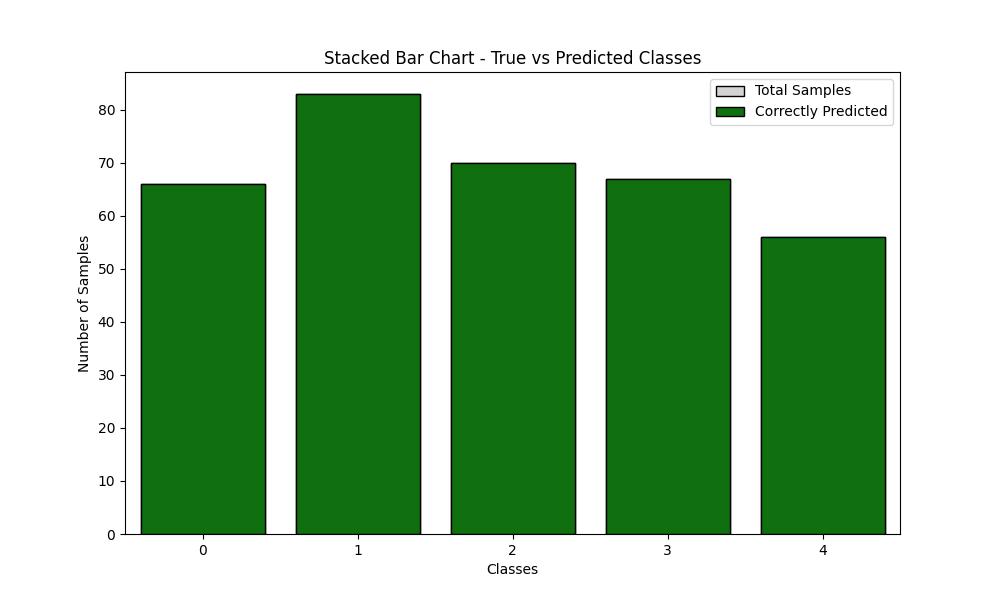 Stacked Bar Chart - True vs Predicted Classes
Total Samples
Correctly Predicted
Number of Samples
80
70
60
50
40
30
20
10
0
0 1 2 3 4
Classes